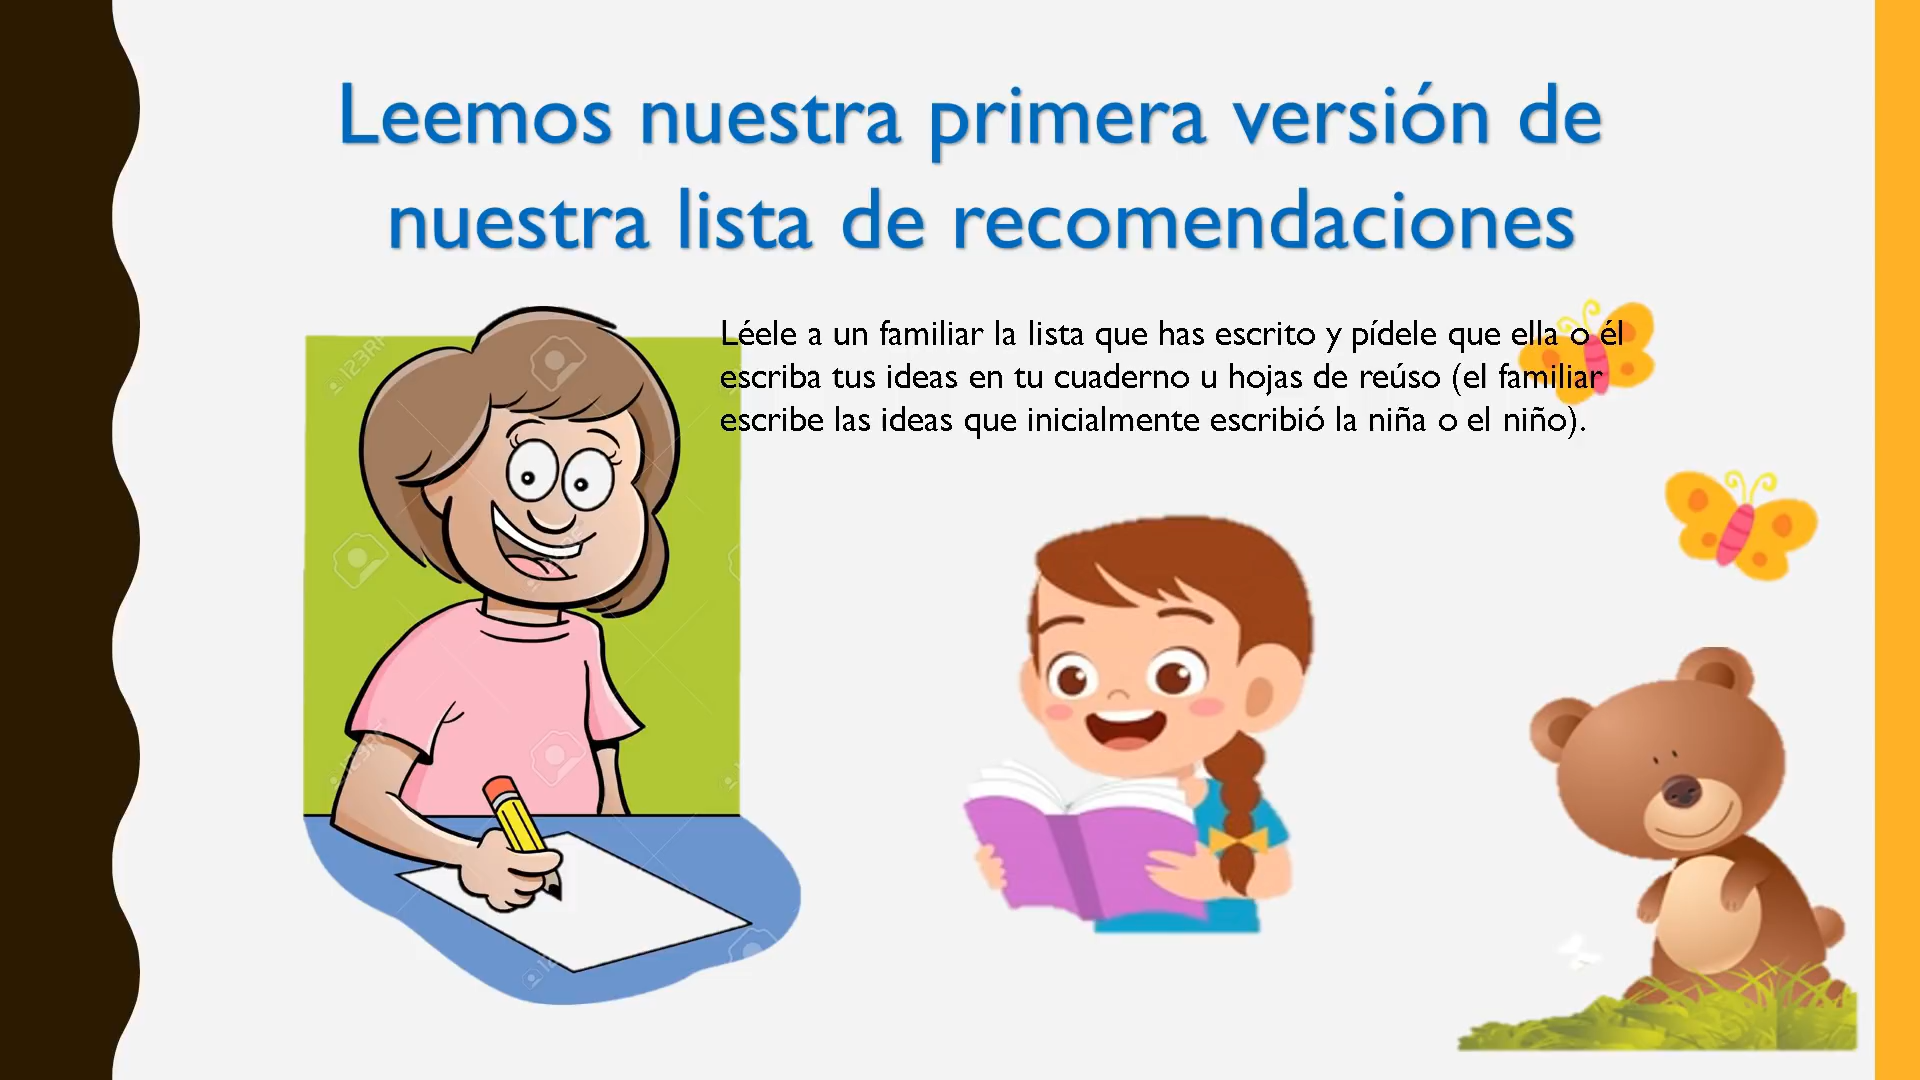 Leemos nuestra primera versión de
nuestra lista de recomendaciones
Léele a un familiar la lista que has escrito y pídele que ella o él
escriba tus ideas en tu cuaderno u hojas de reúso (el familiar
escribe las ideas que inicialmente escribió la niña o el niño).